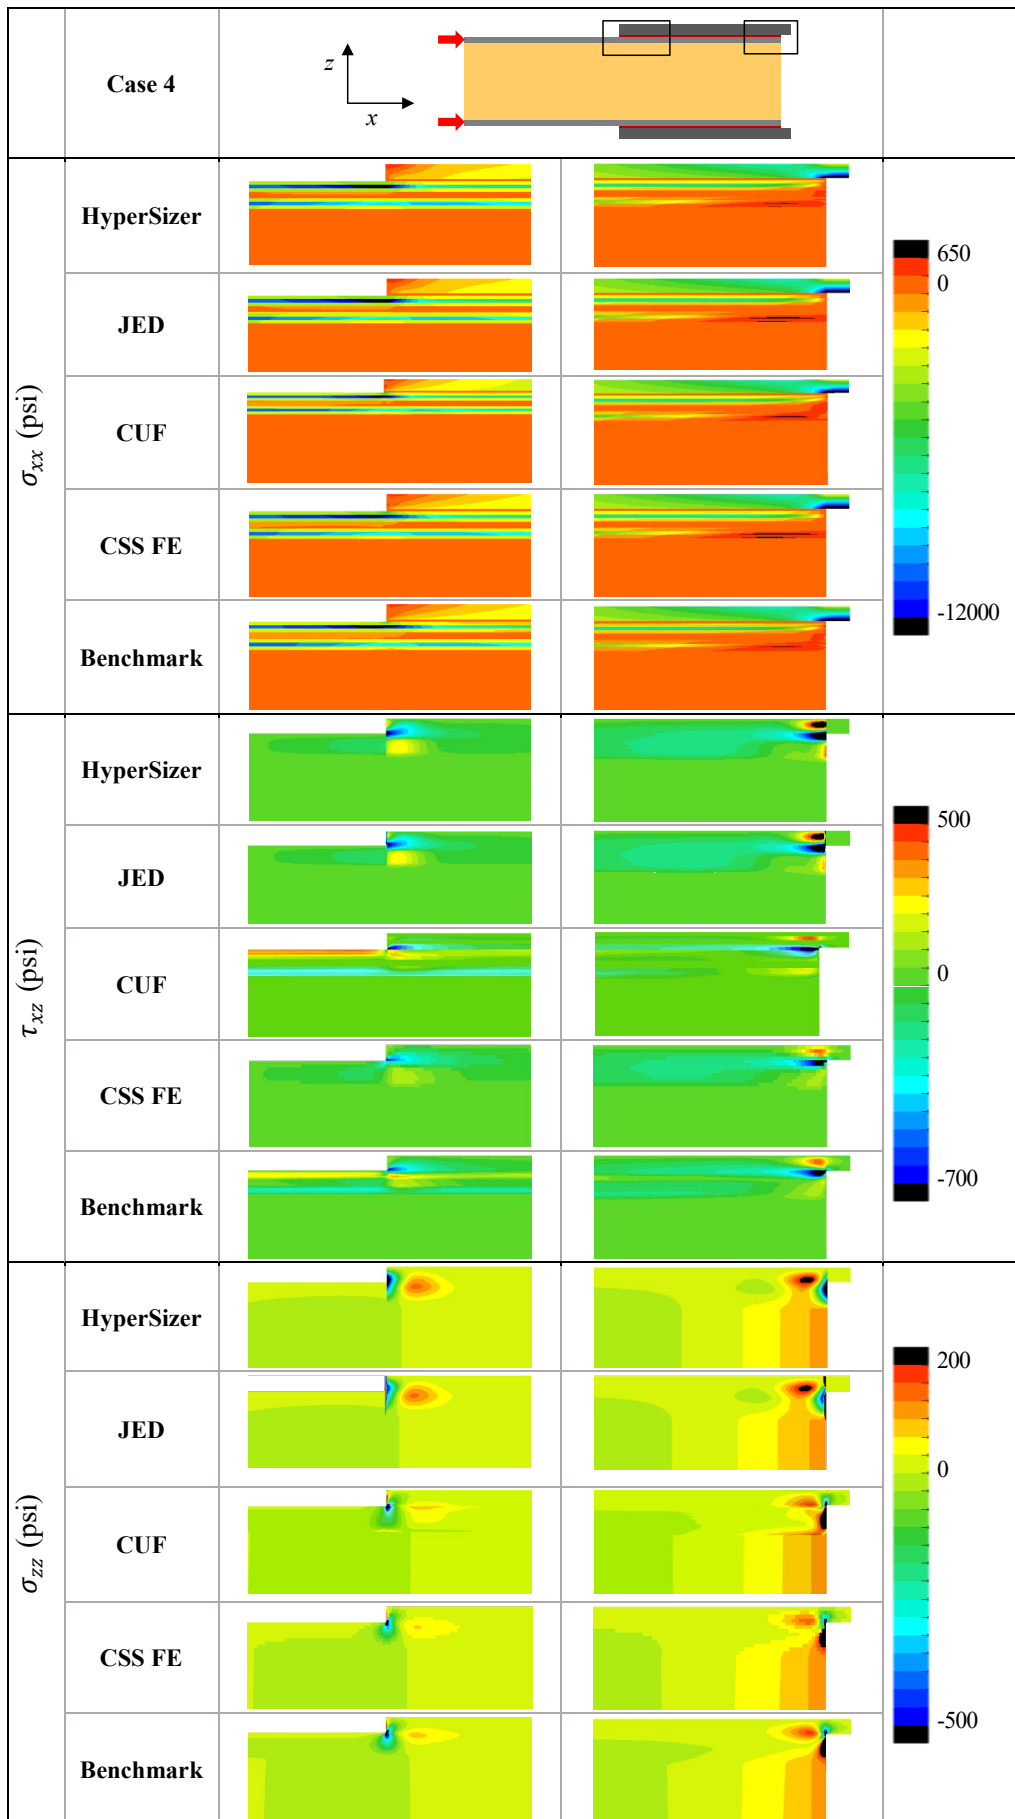 Case 4
z
x
σxx (psi)
HyperSizer
JED
CUF
CSS FE
Benchmark
650
0
-12000
τxz (psi)
HyperSizer
JED
CUF
CSS FE
Benchmark
500
0
-700
σzz (psi)
HyperSizer
JED
CUF
CSS FE
Benchmark
200
0
-500